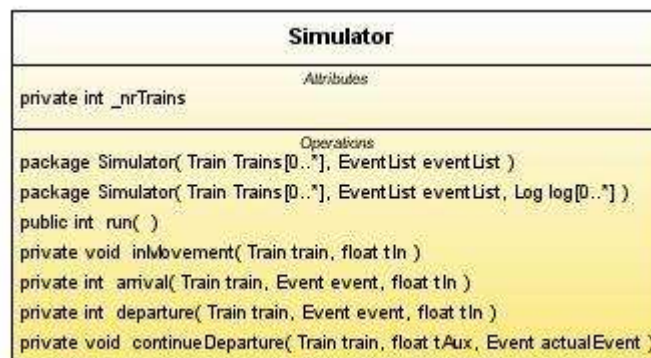 Simulator
Attributes
private int _nrTrains
Operations
package Simulator( Train Trains[0..*], EventList eventList )
package Simulator( Train Trains[0..*], EventList eventList, Log log[0..*] )
public int run( )
private void inMovement( Train train, float tIn )
private int arrival( Train train, Event event, float tIn )
private int departure( Train train, Event event, float tIn )
private void continueDeparture( Train train, float tAux, Event actualEvent )